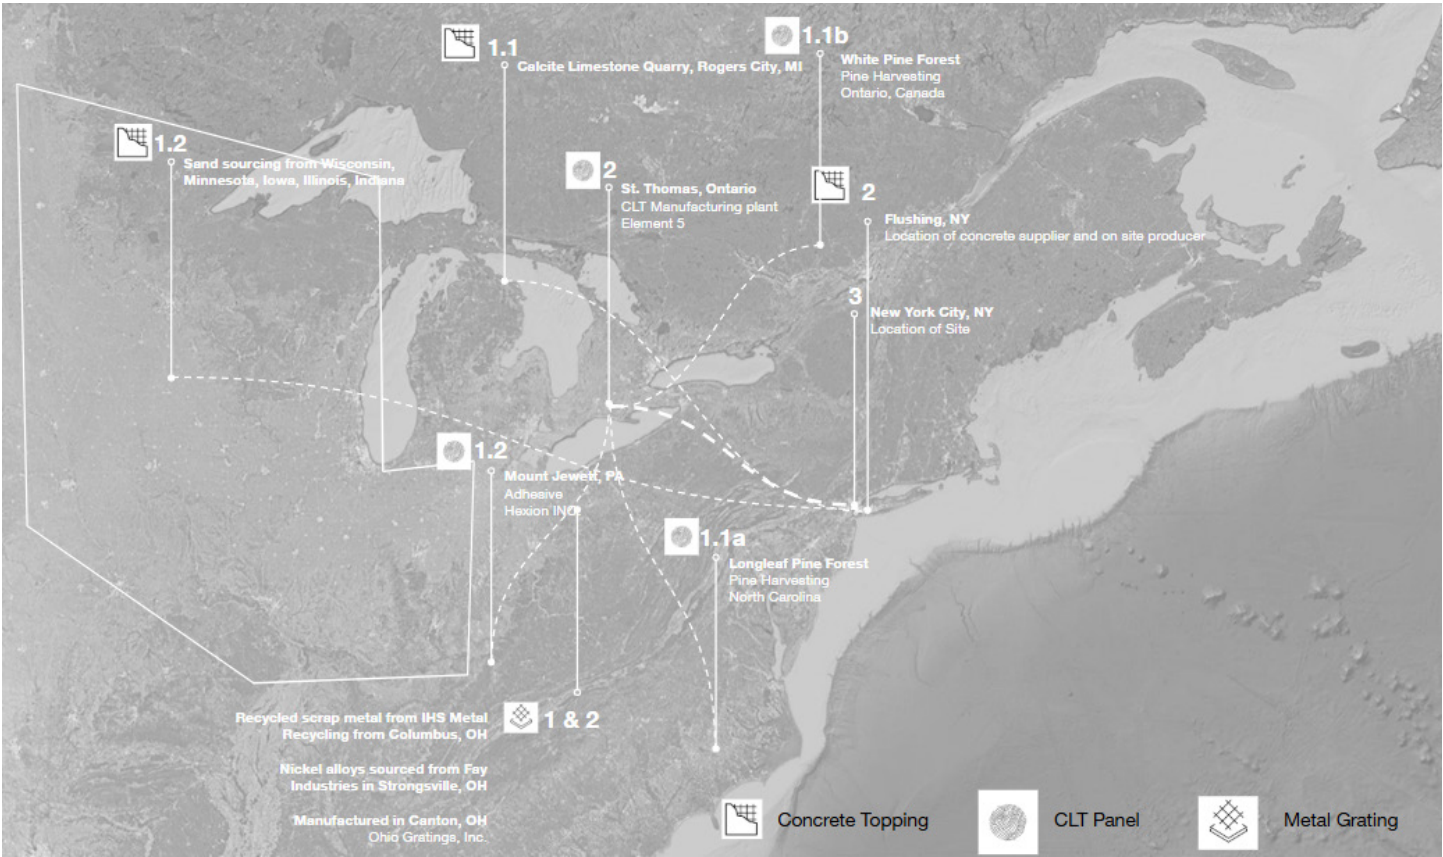 1.1
Calcite Limestone Quarry, Rogers City, MI
1.1b
White Pine Forest
Pine Harvesting
Ontario, Canada
1.2
Sand sourcing from Wisconsin,
Minnesota, Iowa, Illinois, Indiana
2
St. Thomas, Ontario
CLT Manufacturing plant
Element 5
2
Flushing, NY
Location of concrete supplier and on site producer
3
New York City, NY
Location of Site
1.2
Mount Jewett, PA
Adhesive
Hexion INC.
1.1a
Longleaf Pine Forest
Pine Harvesting
North Carolina
1 & 2
Recycled scrap metal from IHS Metal
Recycling from Columbus, OH
Nickel alloys sourced from Fay
Industries in Strongsville, OH
Manufactured in Canton, OH
Ohio Gratings, Inc.
Concrete Topping
CLT Panel
Metal Grating